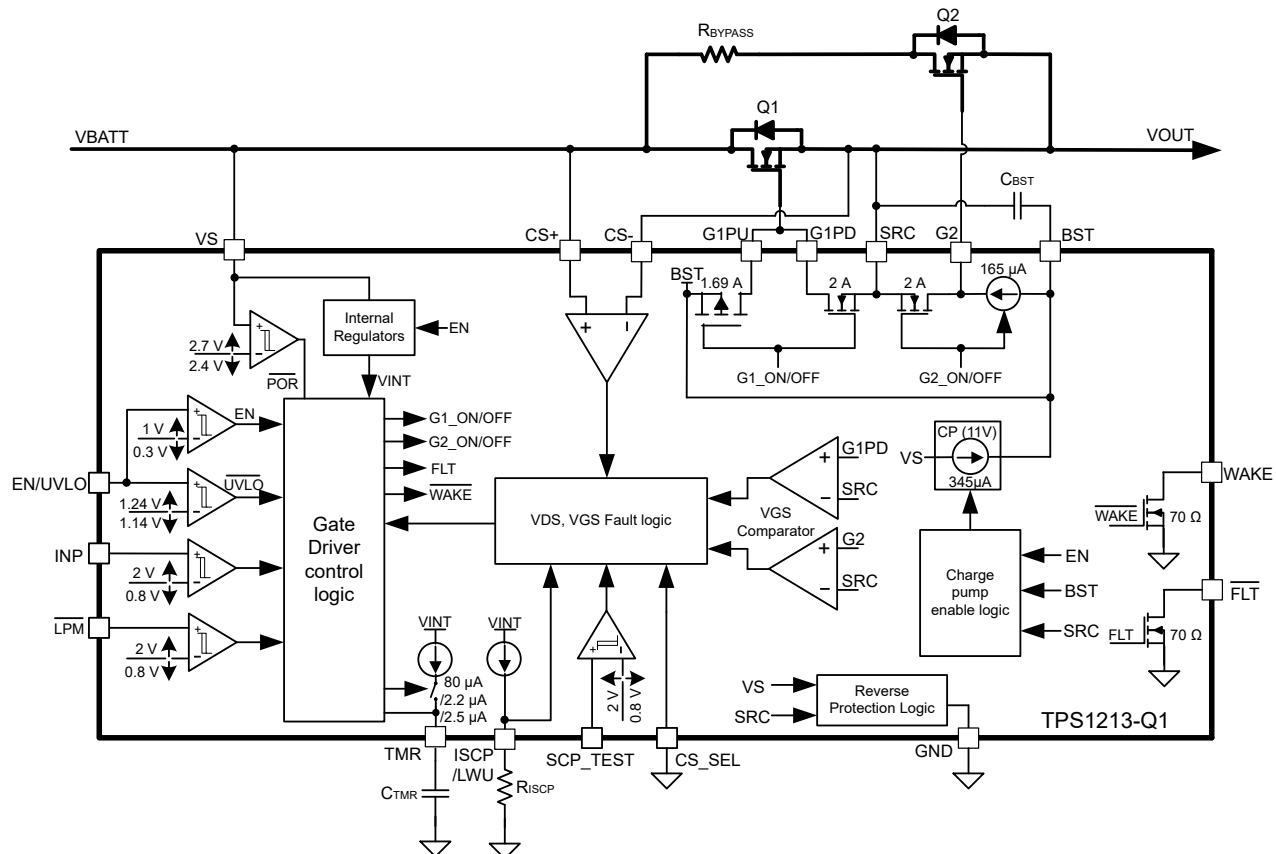 Q2
RBYPASS
Q1
VBATT
VOUT
CBST
VS
CS+
CS-
G1PU
G1PD
SRC
G2
BST
165 µA
BST
1.69 A
2 A
2 A
+
–
Internal
Regulators
EN
2.7 V
2.4 V
+
–
POR
VINT
G1_ON/OFF
G2_ON/OFF
EN
1 V
0.3 V
+
–
G1_ON/OFF
G2_ON/OFF
FLT
WAKE
CP (11V)
VS
345µA
G1PD
+
SRC
–
WAKE
EN/UVLO
UVLO
1.24 V
1.14 V
+
–
Gate
Driver
control
logic
VDS, VGS Fault logic
VGS
Comparator
G2
+
SRC
–
WAKE
70 Ω
INP
2 V
0.8 V
+
–
Charge
pump
enable logic
EN
BST
SRC
FLT
FLT
70 Ω
LPM
2 V
0.8 V
+
–
VINT
VINT
80 µA
/2.2 µA
/2.5 µA
+
–
2 V
0.8 V
VS
SRC
Reverse
Protection Logic
TPS1213-Q1
TMR
ISCP
/LWU
SCP_TEST
CS_SEL
GND
CTMR
RISCP